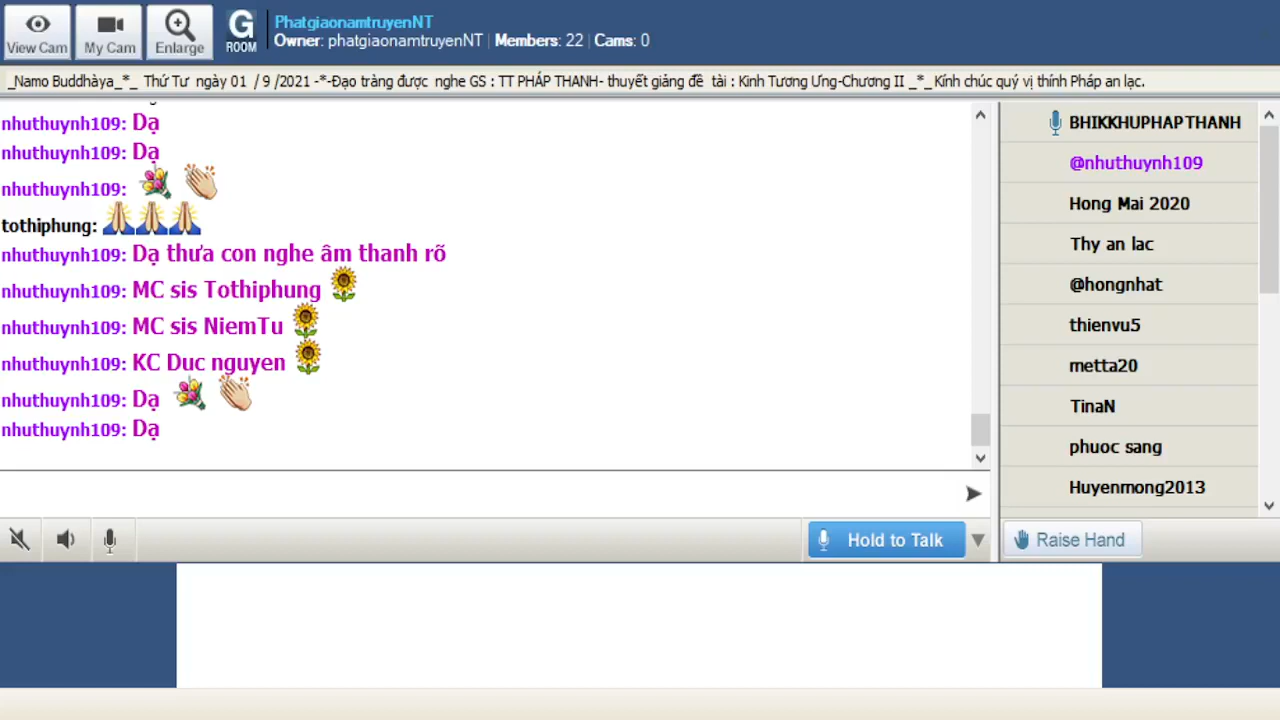 PhatgiaonamtruyenNT
Owner: phatgiaonamtruyenNT | Members: 22 | Cams: 0
View Cam
My Cam
Enlarge
G
ROOM
_Namo Buddhàya_*_ Thứ Tư ngày 01 / 9 /2021 -*-Đạo tràng được nghe GS : TT PHÁP THANH- thuyết giảng đề tài : Kinh Tương Ưng-Chương II _*_ Kính chúc quý vị thính Pháp an lạc.
nhuthuynh109: Dạ
nhuthuynh109: Dạ
nhuthuynh109:
tothiphung:
nhuthuynh109: Dạ thưa con nghe âm thanh rõ
nhuthuynh109: MC sis Tothiphung
nhuthuynh109: MC sis NiemTu
nhuthuynh109: KC Duc nguyen
nhuthuynh109: Dạ
nhuthuynh109: Dạ
BHIKKHUPHAPTHANH
@nhuthuynh109
Hong Mai 2020
Thy an lac
@hongnhat
thienvu5
metta20
TinaN
phuoc sang
Huyenmong2013
Hold to Talk
Raise Hand